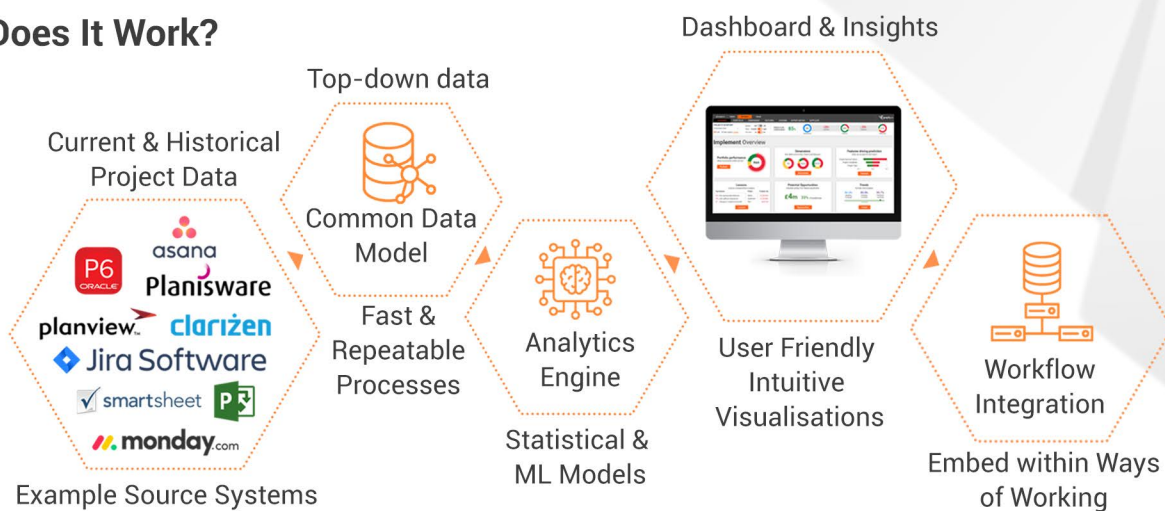 Does It Work?
Current & Historical
Project Data
P6
ORACLE
asana
Planisware
planview
clarizen
Jira Software
smartsheet
P
monday.com
Example Source Systems
Top-down data
Common Data
Model
Fast &
Repeatable
Processes
Analytics
Engine
Statistical &
ML Models
Dashboard & Insights
Implement Overview
User Friendly
Intuitive
Visualisations
Workflow
Integration
Embed within Ways
of Working